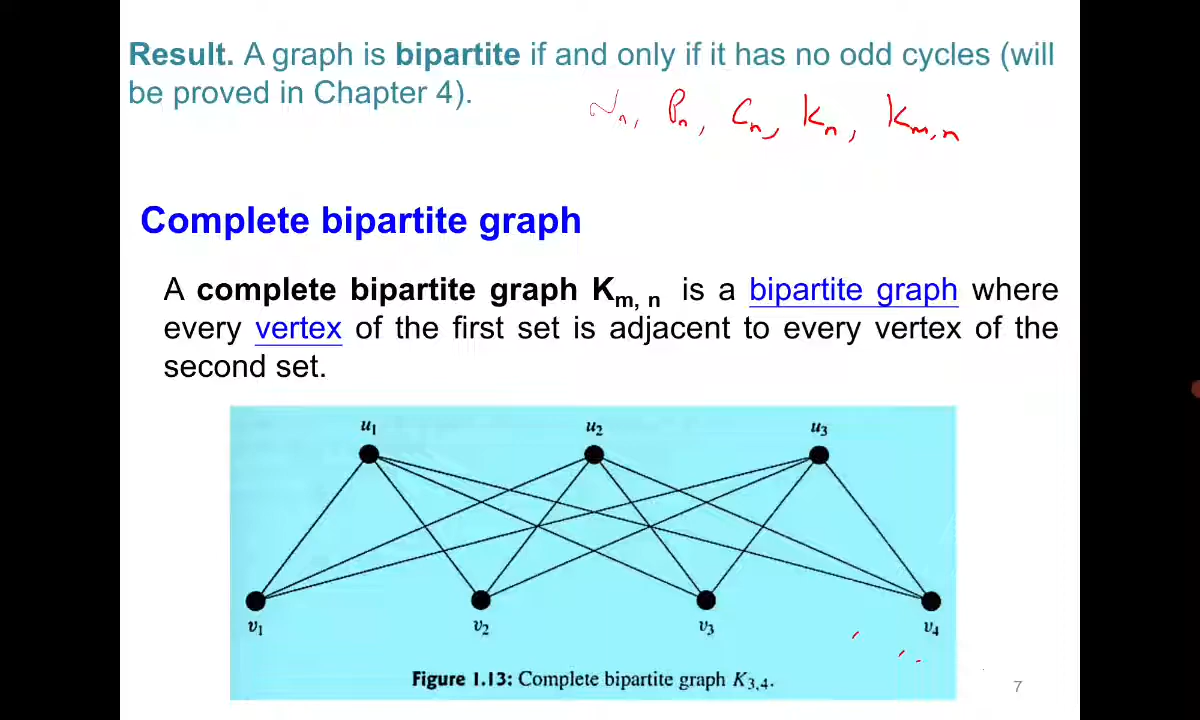 Result. A graph is bipartite if and only if it has no odd cycles (will
be proved in Chapter 4).
Nn, Pn, Cn, Kn, Km,n
Complete bipartite graph
A complete bipartite graph Km, n is a bipartite graph where
every vertex of the first set is adjacent to every vertex of the
second set.
u1 u2 u3
v1 v2 v3 v4
Figure 1.13: Complete bipartite graph K3,4.
7